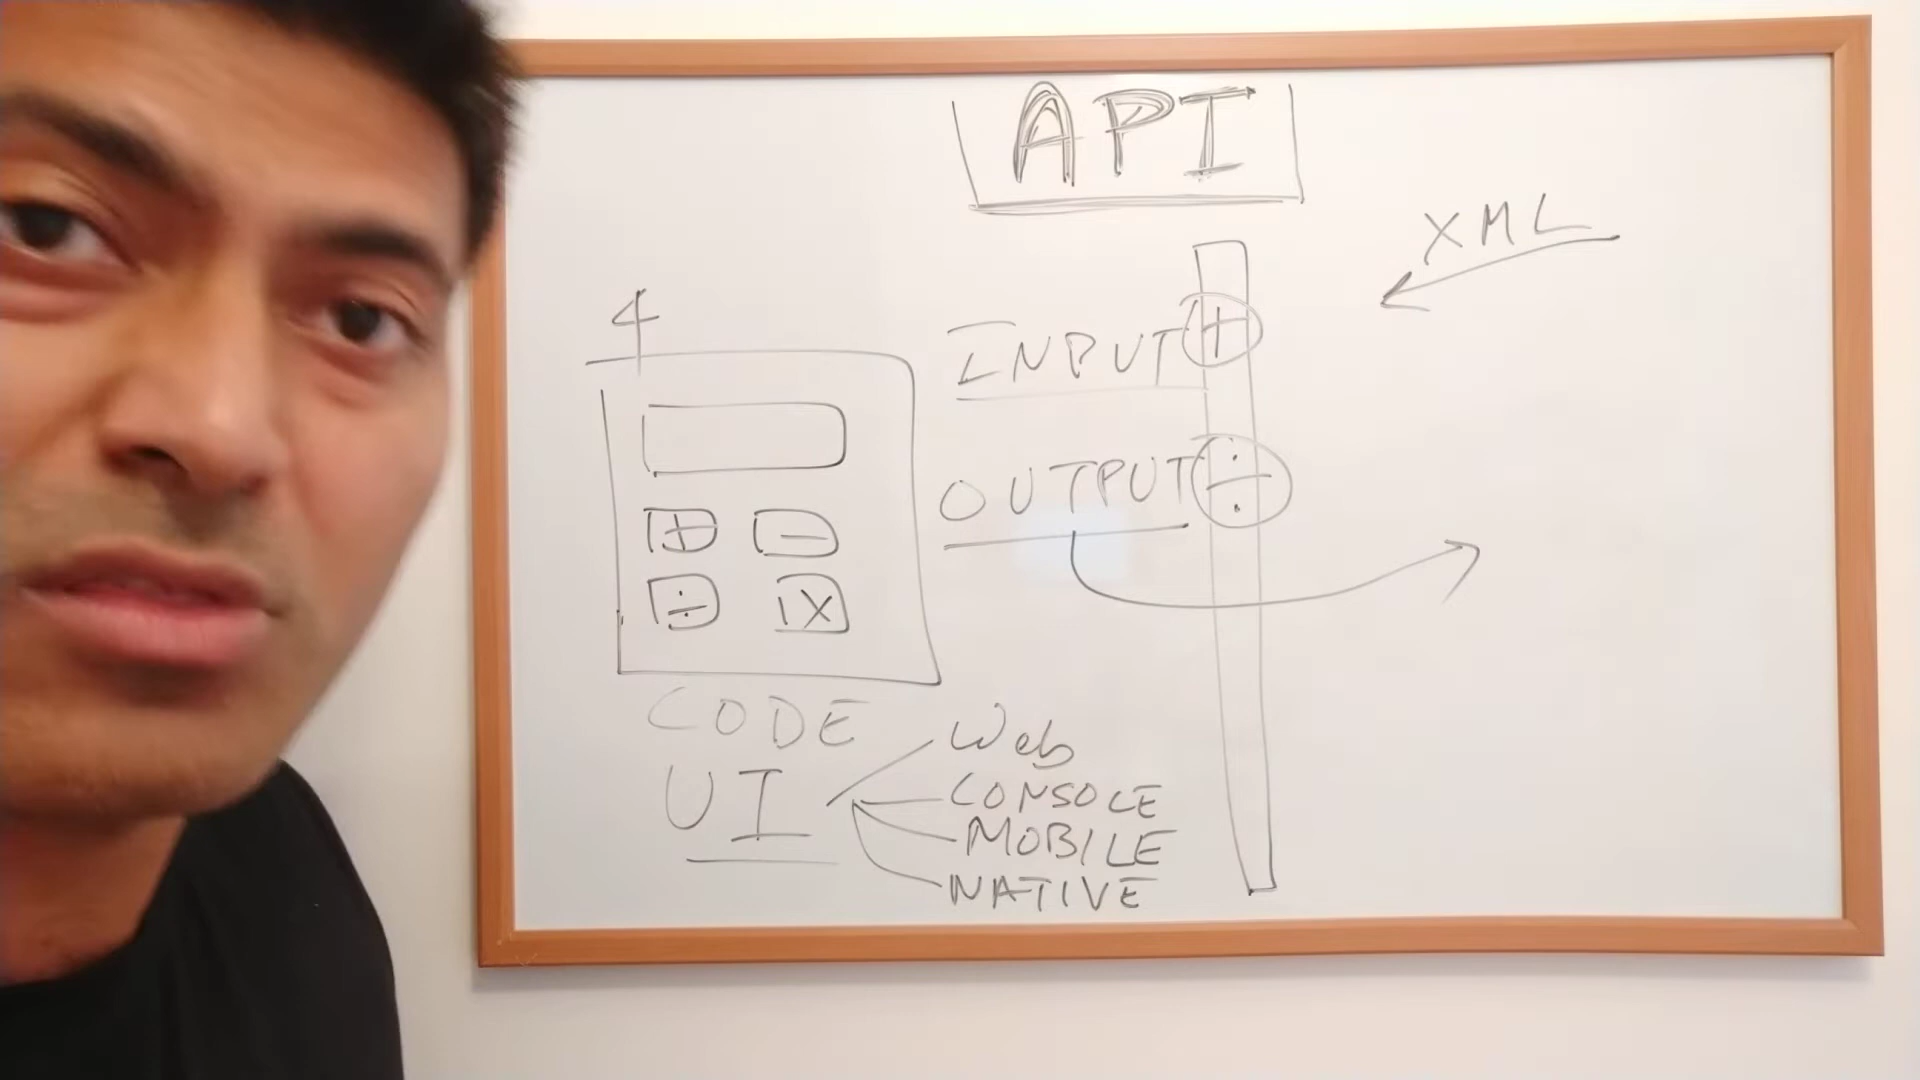 API
XML
4
INPUT +
OUTPUT ÷
+ -
÷ X
CODE
UI
Web
CONSOLE
MOBILE
NATIVE